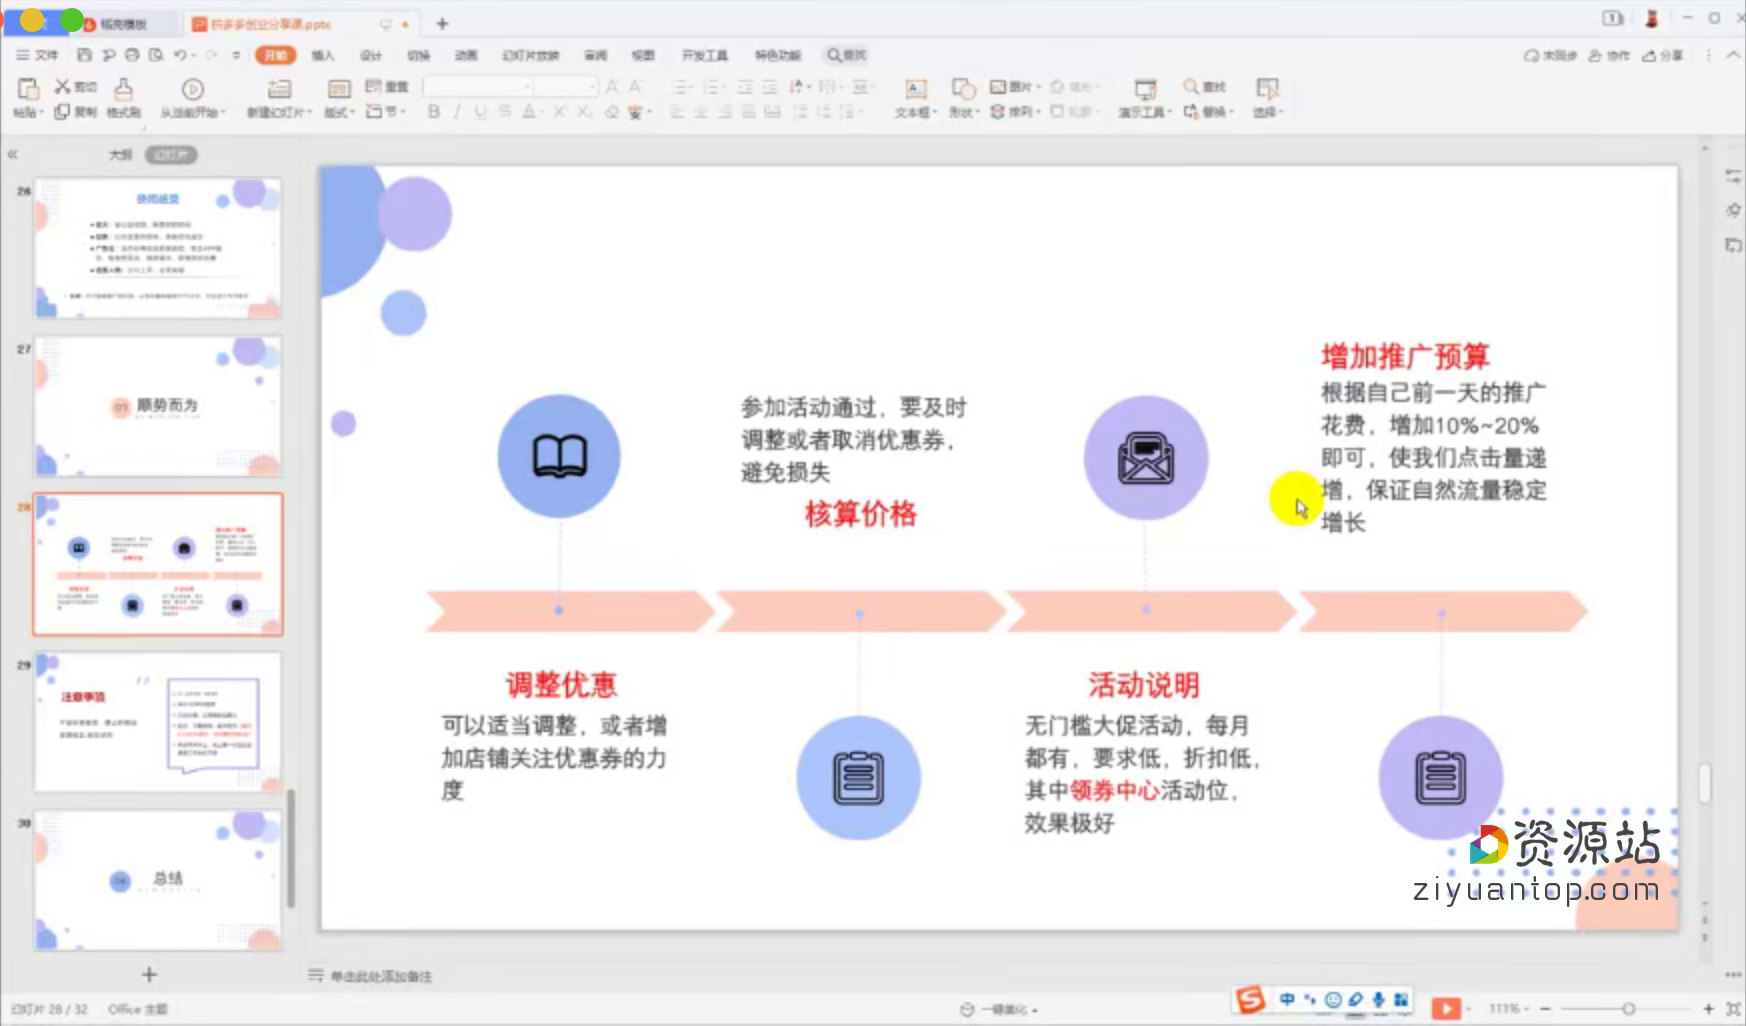 稻壳模板
拼多多创业分享课.pptx
文件
开始
插入
设计
切换
动画
幻灯片放映
审阅
视图
开发工具
特色功能
查找
未同步
协作
分享
粘贴
剪切
复制
格式刷
从当前开始
新建幻灯片
版式
重置
节
文本框
形状
图片
排列
演示工具
查找
替换
选择
大纲
幻灯片
26
27
顺势而为
28
29
注意事项
30
总结
增加推广预算
根据自己前一天的推广
花费，增加10%~20%
即可，使我们点击量递
增，保证自然流量稳定
增长
参加活动通过，要及时
调整或者取消优惠券，
避免损失
核算价格
调整优惠
可以适当调整，或者增
加店铺关注优惠券的力
度
活动说明
无门槛大促活动，每月
都有，要求低，折扣低，
其中领券中心活动位，
效果极好
资源站
ziyuantop.com
单击此处添加备注
幻灯片 28 / 32
Office 主题
一键美化
中
111%